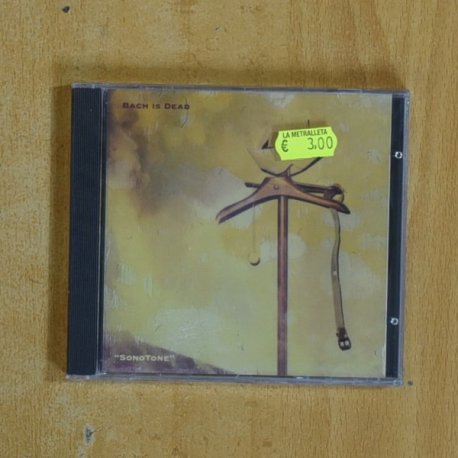 Bach is Dead
LA METRALLETA
€ 3,00
"SonoTone"